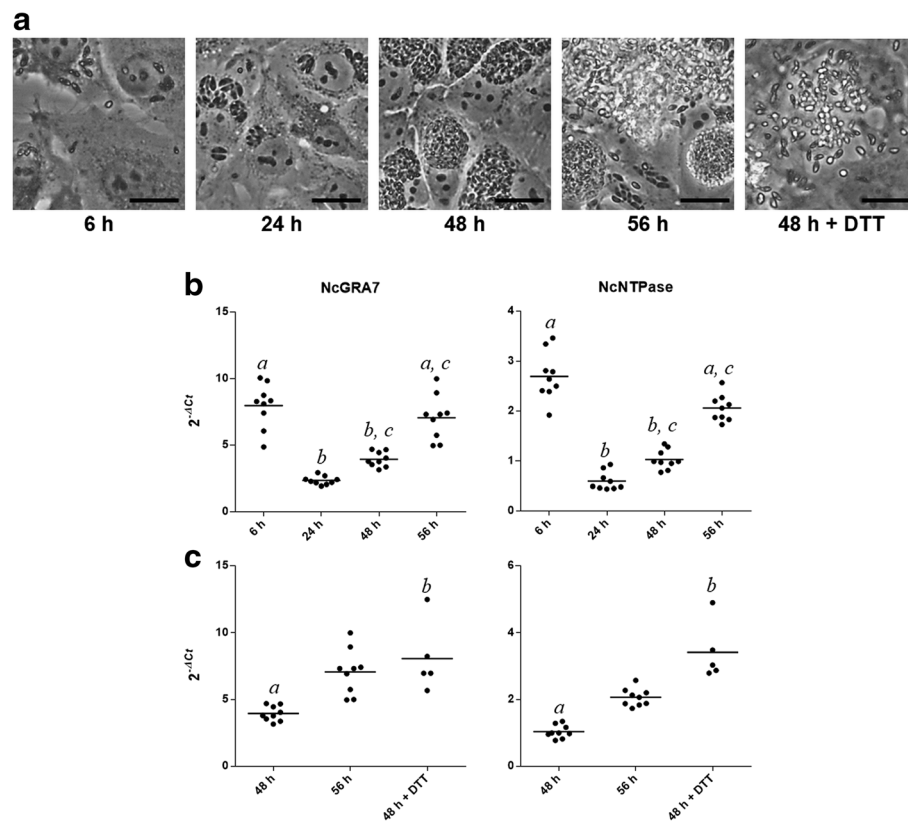 a
6 h
24 h
48 h
56 h
48 h + DTT
b
NcGRA7
2^-ΔCt
15
10
5
0
a
b
b, c
a, c
6 h
24 h
48 h
56 h
NcNTPase
4
3
2
1
0
a
b
b, c
a, c
6 h
24 h
48 h
56 h
c
2^-ΔCt
15
10
5
0
a
b
48 h
56 h
48 h + DTT
6
4
2
0
a
b
48 h
56 h
48 h + DTT